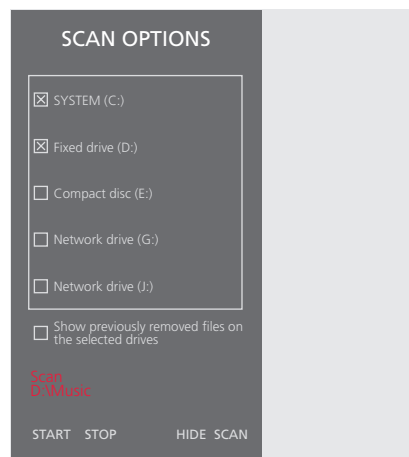 SCAN OPTIONS
SYSTEM (C:)
Fixed drive (D:)
Compact disc (E:)
Network drive (G:)
Network drive (J:)
Show previously removed files on
the selected drives
Scan
D:\Music
START STOP HIDE SCAN